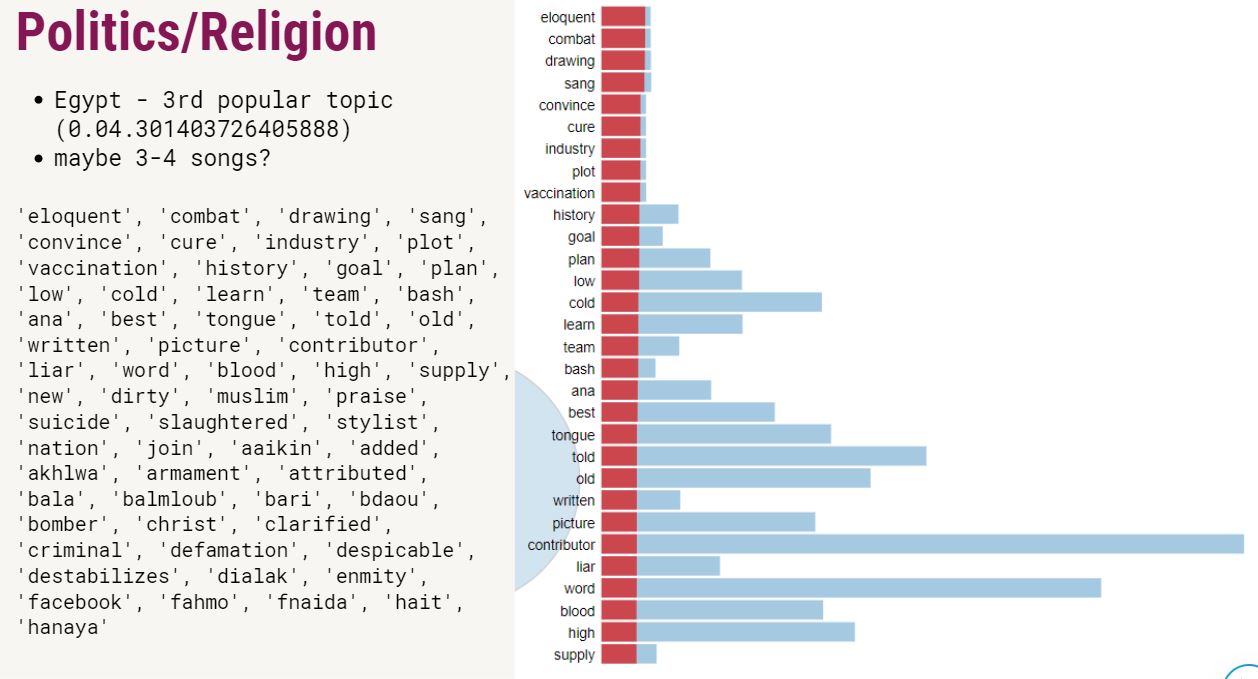 Politics/Religion
• Egypt - 3rd popular topic
(0.04.301403726405888)
• maybe 3-4 songs?
'eloquent', 'combat', 'drawing', 'sang',
'convince', 'cure', 'industry', 'plot',
'vaccination', 'history', 'goal', 'plan',
'low', 'cold', 'learn', 'team', 'bash',
'ana', 'best', 'tongue', 'told', 'old',
'written', 'picture', 'contributor',
'liar', 'word', 'blood', 'high', 'supply',
'new', 'dirty', 'muslim', 'praise',
'suicide', 'slaughtered', 'stylist',
'nation', 'join', 'aaikin', 'added',
'akhlwa', 'armament', 'attributed',
'bala', 'balmloub', 'bari', 'bdaou',
'bomber', 'christ', 'clarified',
'criminal', 'defamation', 'despicable',
'destabilizes', 'dialak', 'enmity',
'facebook', 'fahmo', 'fnaida', 'hait',
'hanaya'
eloquent
combat
drawing
sang
convince
cure
industry
plot
vaccination
history
goal
plan
low
cold
learn
team
bash
ana
best
tongue
told
old
written
picture
contributor
liar
word
blood
high
supply